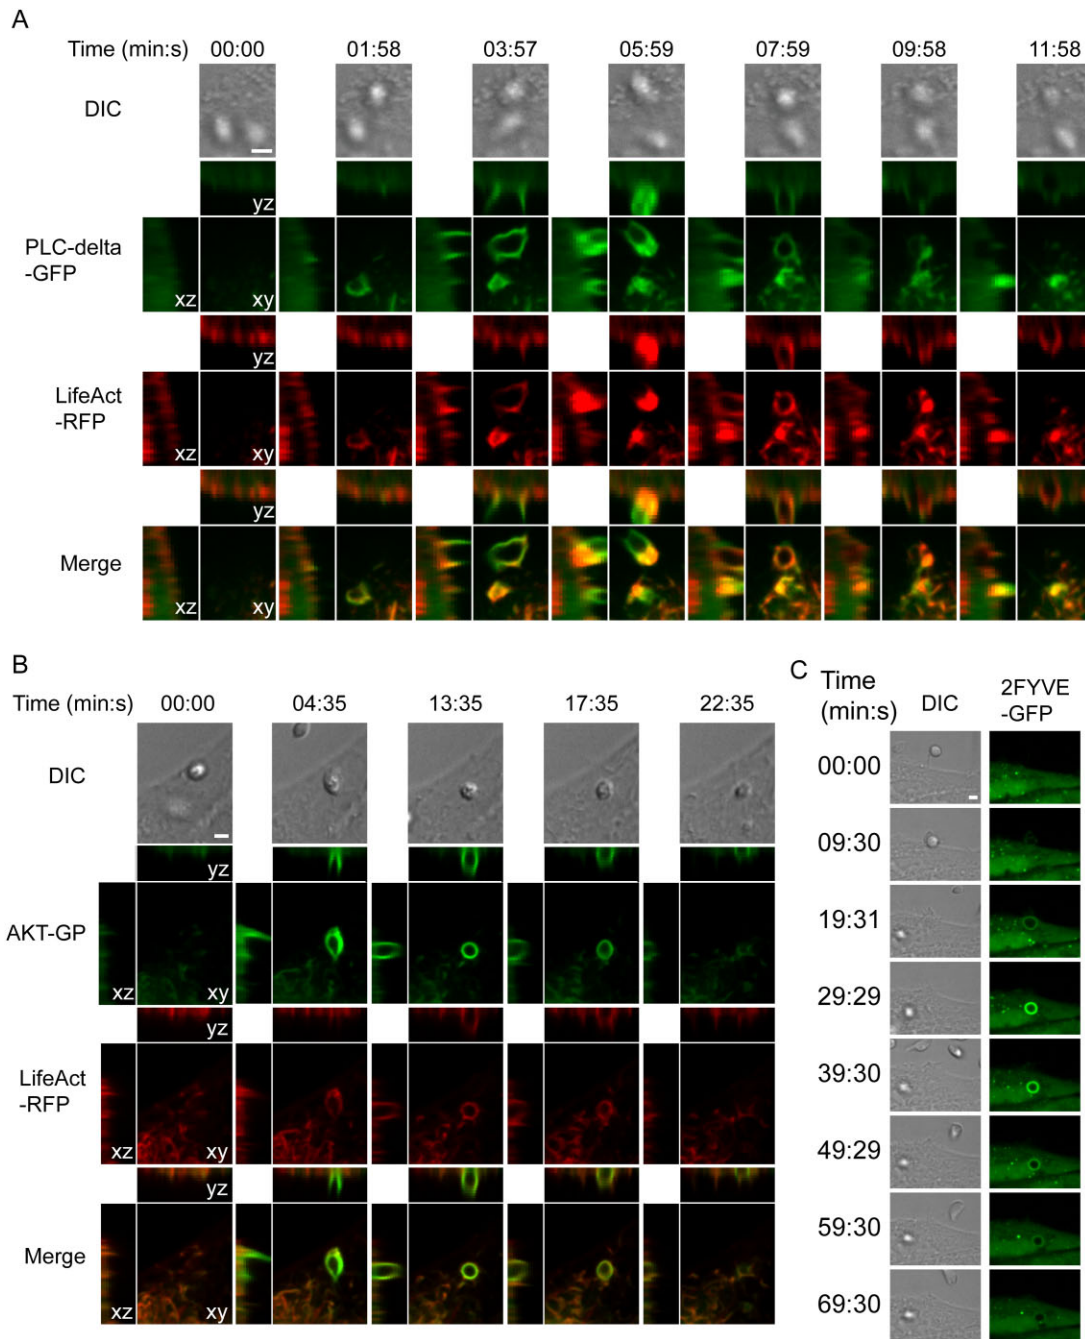 A
Time (min:s) 00:00 01:58 03:57 05:59 07:59 09:58 11:58
DIC
yz
PLC-delta
-GFP
xz xy
yz
LifeAct
-RFP
xz xy
yz
Merge
xz xy
B
Time (min:s) 00:00 04:35 13:35 17:35 22:35
DIC
yz
AKT-GP
xz xy
yz
LifeAct
-RFP
xz xy
yz
Merge
xz xy
C
Time
(min:s)
DIC
2FYVE
-GFP
00:00
09:30
19:31
29:29
39:30
49:29
59:30
69:30